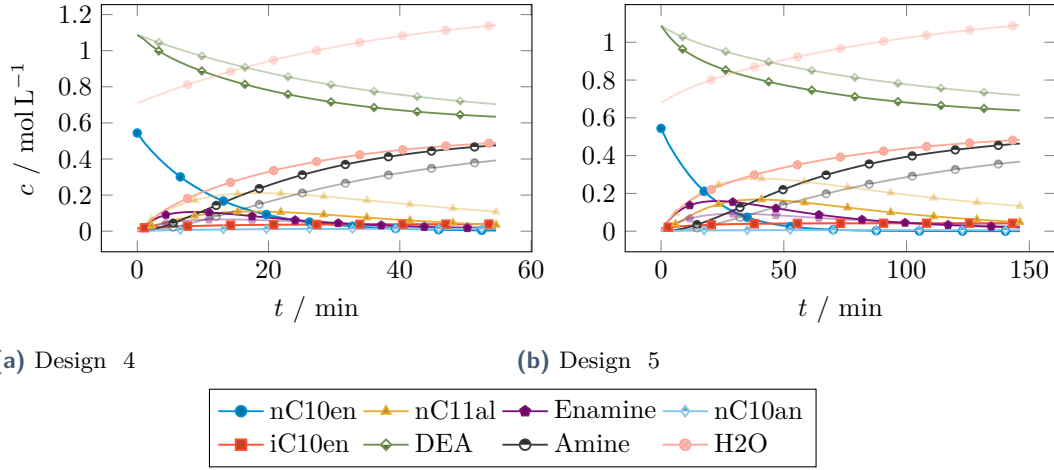 1.2
1
0.8
0.6
0.4
0.2
0
c / mol L⁻¹
0 20 40 60
t / min
1.2
1
0.8
0.6
0.4
0.2
0
0 50 100 150
t / min
(a) Design 4
(b) Design 5
nC10en nC11al Enamine nC10an
iC10en DEA Amine H2O